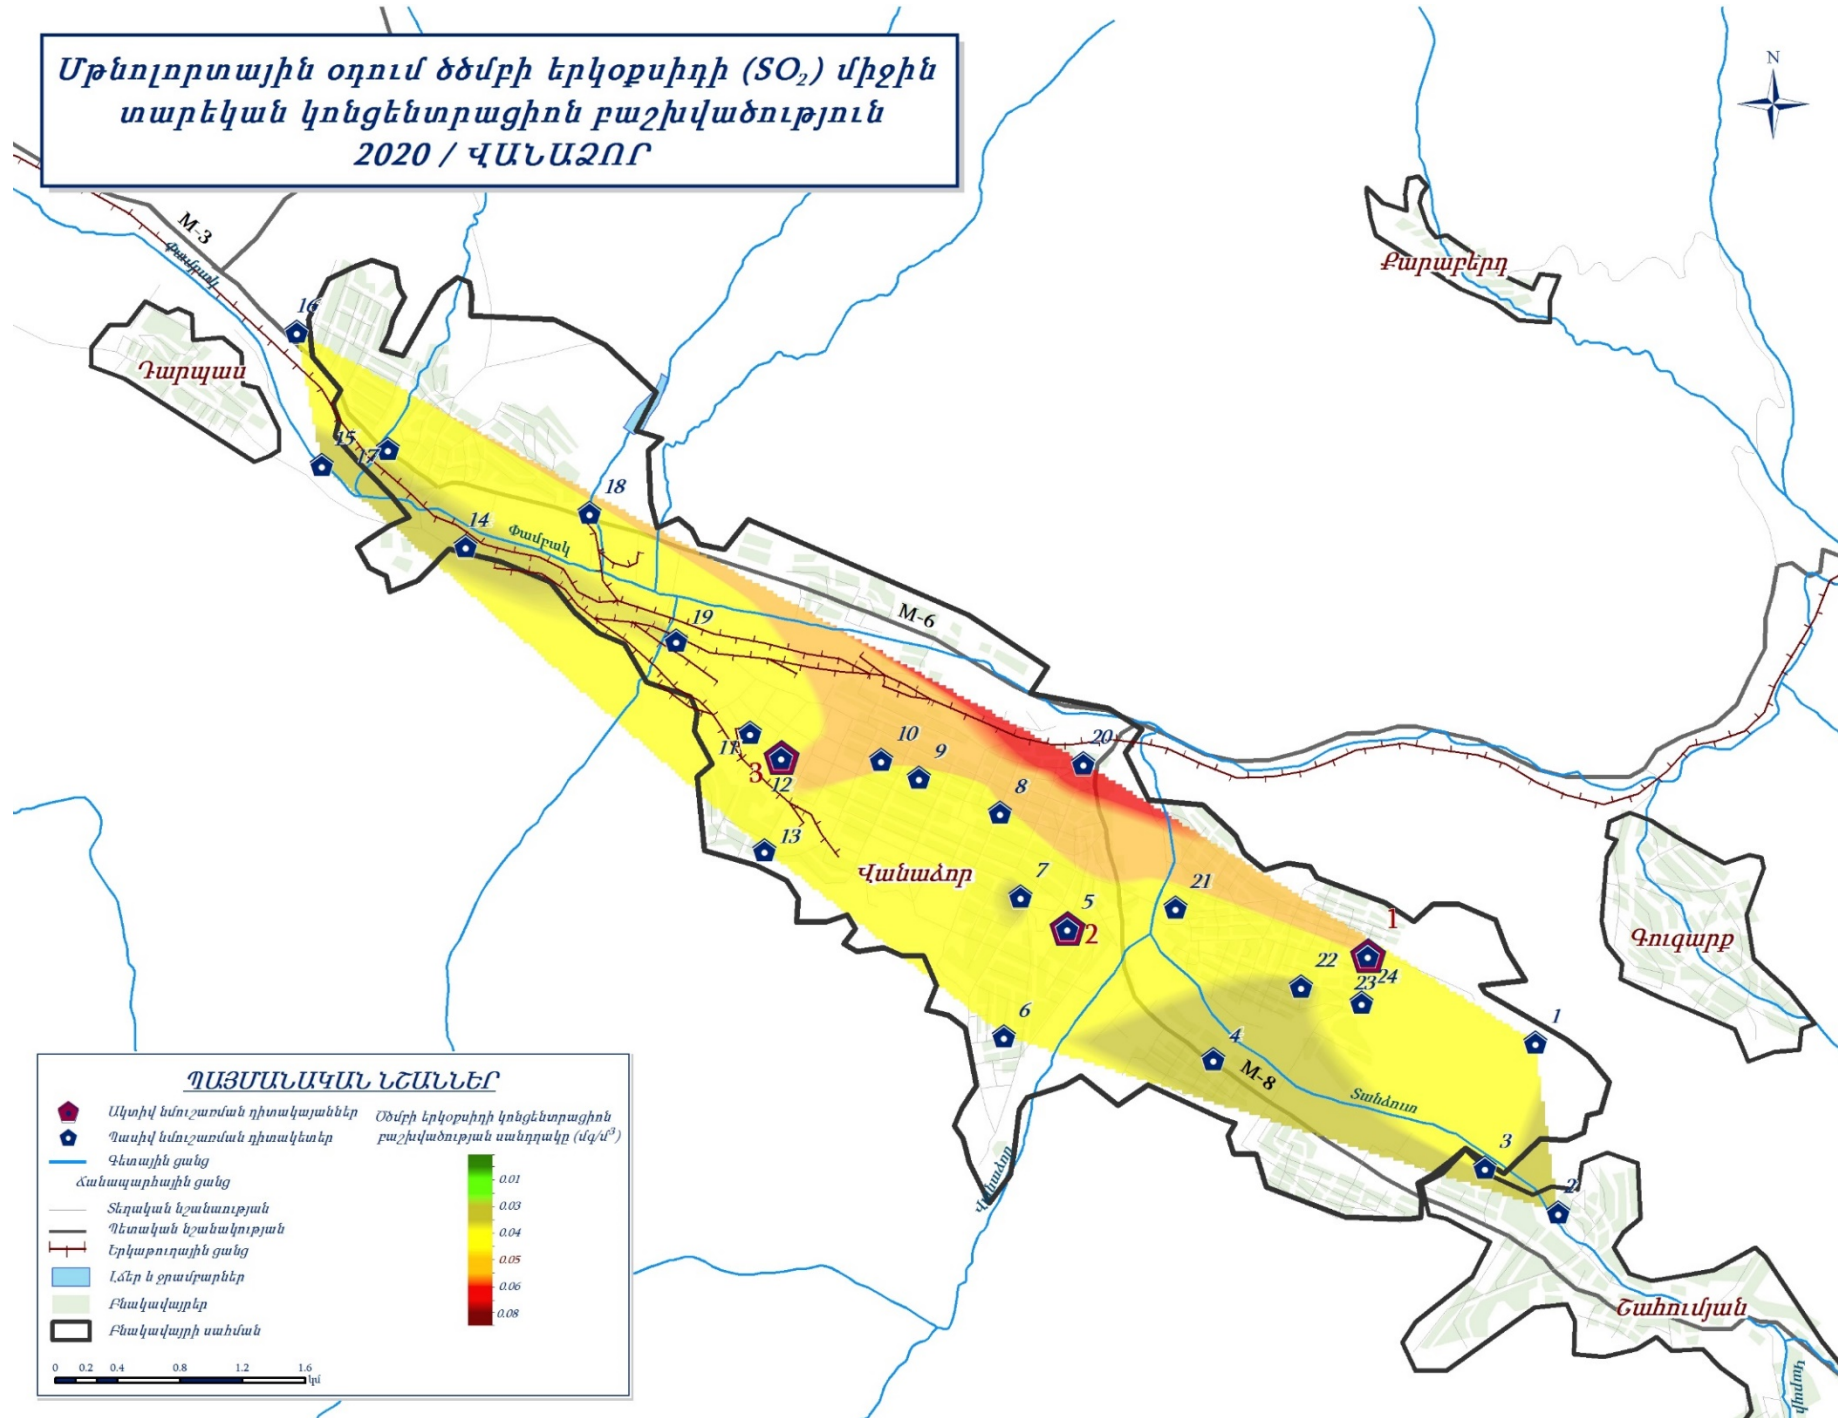 Մթնոլորտային օդում ծծմբի երկօքսիդի (SO₂) միջին
տարեկան կոնցենտրացիոն բաշխվածություն
2020 / ՎԱՆԱՁՈՐ
N
M-3
Փամբակ
Քարաբերդ
16
Դարպաս
15
17
18
14
Փամբակ
M-6
19
20
10
9
11
3
12
8
13
Վանաձոր
7
5
2
21
1
Գուգարք
22
23
24
6
4
1
M-8
Տանձուտ
3
2
Վանաձոր
Շահումյան
ՊԱՅՄԱՆԱԿԱՆ ՆՇԱՆՆԵՐ
Ակտիվ նմուշառման դիտակայաններ
Պասիվ նմուշառման դիտակետեր
Գետային ցանց
Ճանապարհային ցանց
Տեղական նշանաության
Պետական նշանակության
Երկաթուղային ցանց
Լճեր և ջրամբարներ
Բնակավայրեր
Բնակավայրի սահման
Ծծմբի երկօքսիդի կոնցենտրացիոն
բաշխվածության սանդղակը (մգ/մ³)
0.01
0.03
0.04
0.05
0.06
0.08
0 0.2 0.4 0.8 1.2 1.6
կմ